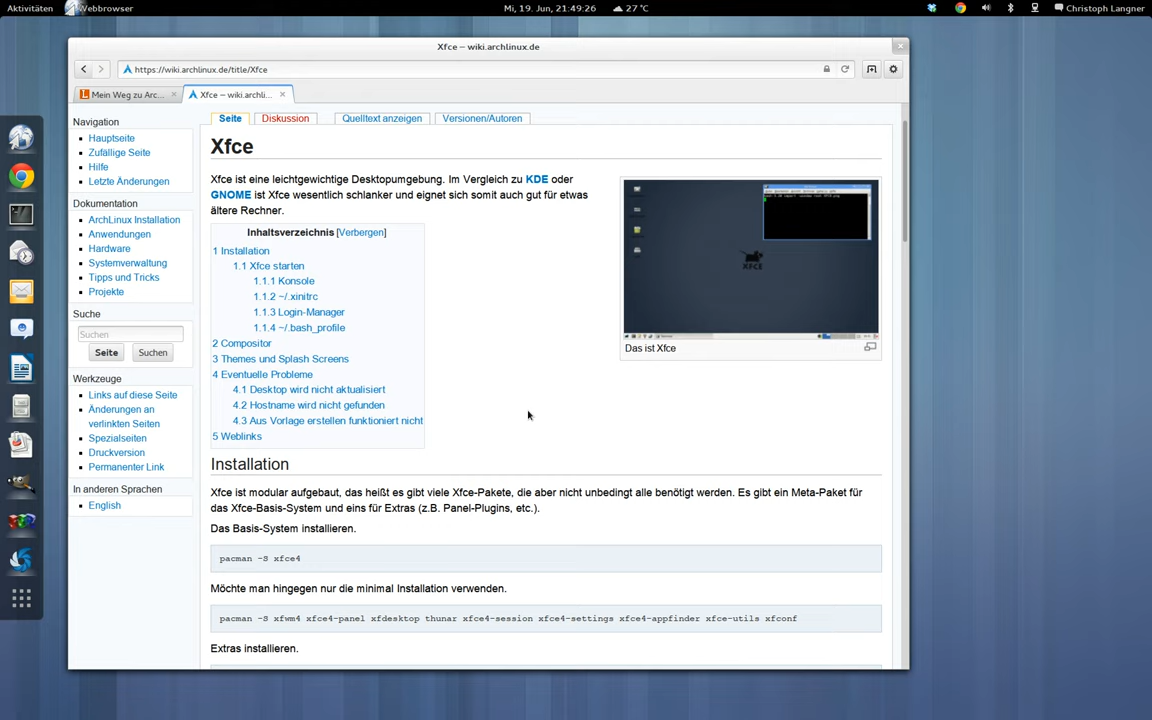 Aktivitäten Webbrowser Mi, 19. Jun, 21:49:26 27 °C Christoph Langner
Xfce – wiki.archlinux.de
https://wiki.archlinux.de/title/Xfce
Mein Weg zu Arc... × Xfce – wiki.archli... ×
Navigation
Hauptseite
Zufällige Seite
Hilfe
Letzte Änderungen
Dokumentation
ArchLinux Installation
Anwendungen
Hardware
Systemverwaltung
Tipps und Tricks
Projekte
Suche
Suchen
Seite Suchen
Werkzeuge
Links auf diese Seite
Änderungen an
verlinkten Seiten
Spezialseiten
Druckversion
Permanenter Link
In anderen Sprachen
English
Seite Diskussion Quelltext anzeigen Versionen/Autoren
Xfce
Xfce ist eine leichtgewichtige Desktopumgebung. Im Vergleich zu KDE oder
GNOME ist Xfce wesentlich schlanker und eignet sich somit auch gut für etwas
ältere Rechner.
XFCE
Das ist Xfce
Inhaltsverzeichnis [Verbergen]
1 Installation
1.1 Xfce starten
1.1.1 Konsole
1.1.2 ~/.xinitrc
1.1.3 Login-Manager
1.1.4 ~/.bash_profile
2 Compositor
3 Themes und Splash Screens
4 Eventuelle Probleme
4.1 Desktop wird nicht aktualisiert
4.2 Hostname wird nicht gefunden
4.3 Aus Vorlage erstellen funktioniert nicht
5 Weblinks
Installation
Xfce ist modular aufgebaut, das heißt es gibt viele Xfce-Pakete, die aber nicht unbedingt alle benötigt werden. Es gibt ein Meta-Paket für
das Xfce-Basis-System und eins für Extras (z.B. Panel-Plugins, etc.).
Das Basis-System installieren.
pacman -S xfce4
Möchte man hingegen nur die minimal Installation verwenden.
pacman -S xfwm4 xfce4-panel xfdesktop thunar xfce4-session xfce4-settings xfce4-appfinder xfce-utils xfconf
Extras installieren.